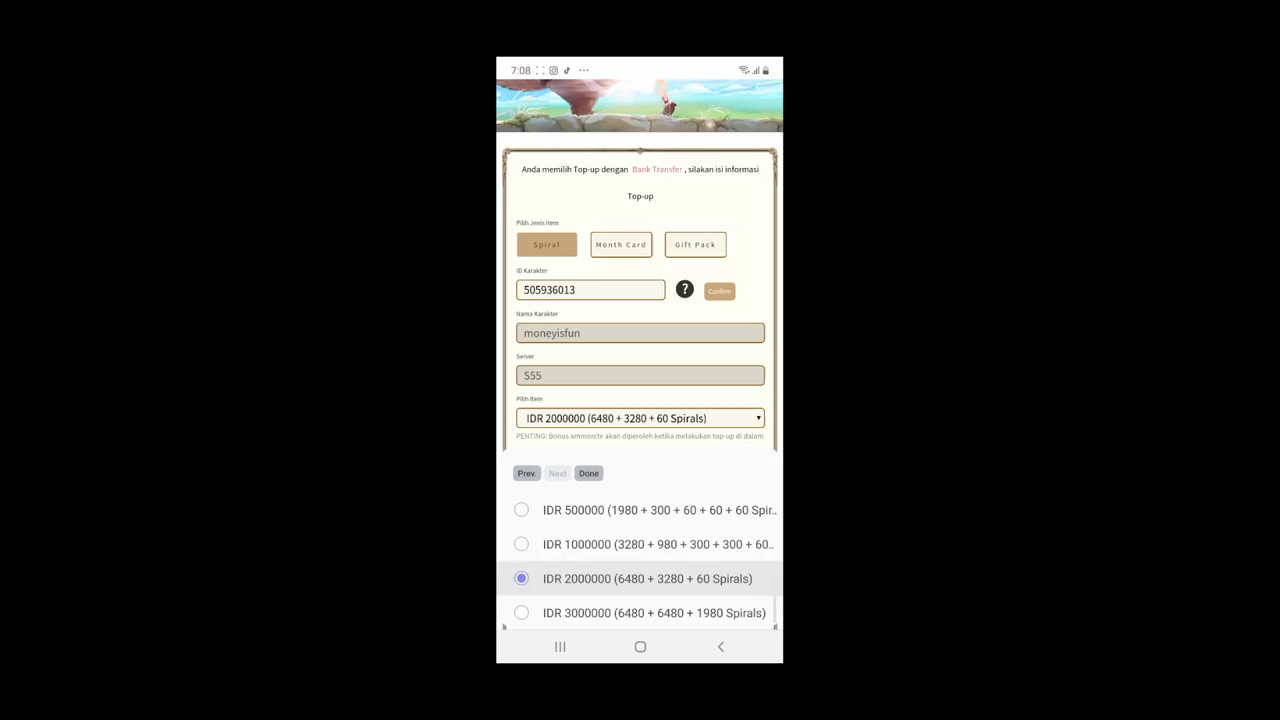 7:08
Anda memilih Top-up dengan Bank Transfer , silakan isi informasi
Top-up
Pilih Jenis Item
Spiral Month Card Gift Pack
ID Karakter
505936013 ? Confirm
Nama Karakter
moneyisfun
Server
S55
Pilih Item
IDR 2000000 (6480 + 3280 + 60 Spirals)
PENTING: Bonus ammonite akan diperoleh ketika melakukan top-up di dalam
Prev. Next Done
IDR 500000 (1980 + 300 + 60 + 60 + 60 Spir..
IDR 1000000 (3280 + 980 + 300 + 300 + 60..
IDR 2000000 (6480 + 3280 + 60 Spirals)
IDR 3000000 (6480 + 6480 + 1980 Spirals)